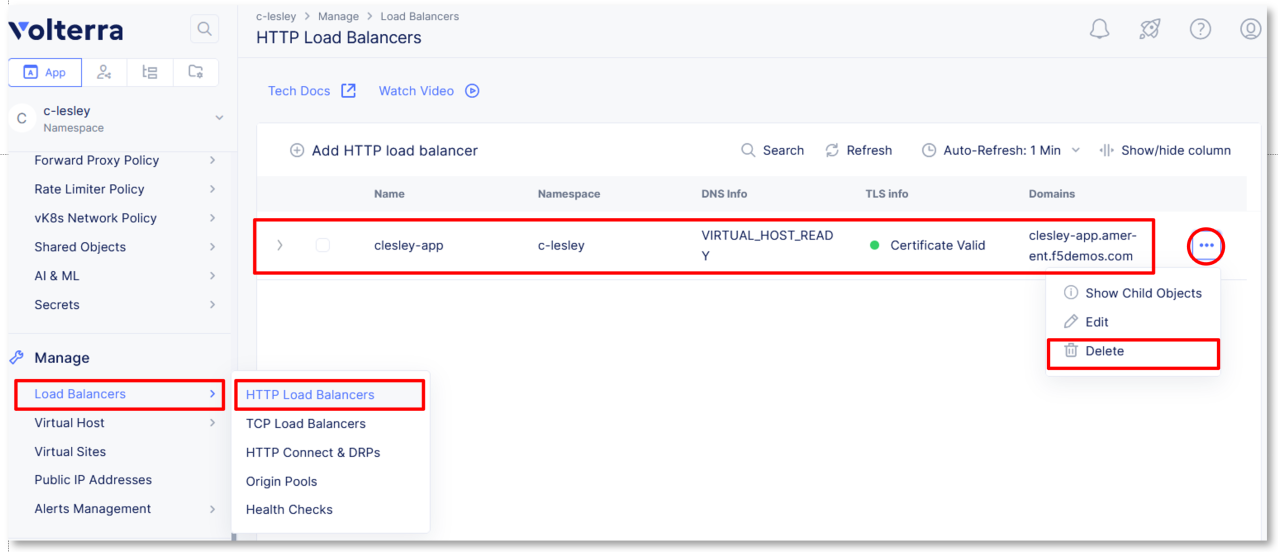 Volterra
App
C
c-lesley
Namespace
Forward Proxy Policy
Rate Limiter Policy
vK8s Network Policy
Shared Objects
AI & ML
Secrets
Manage
Load Balancers
Virtual Host
Virtual Sites
Public IP Addresses
Alerts Management
HTTP Load Balancers
TCP Load Balancers
HTTP Connect & DRPs
Origin Pools
Health Checks
c-lesley > Manage > Load Balancers
HTTP Load Balancers
Tech Docs Watch Video
Add HTTP load balancer Search Refresh Auto-Refresh: 1 Min Show/hide column
Name Namespace DNS Info TLS info Domains
clesley-app c-lesley VIRTUAL_HOST_READ Certificate Valid clesley-app.amer-
Y ent.f5demos.com
Show Child Objects
Edit
Delete